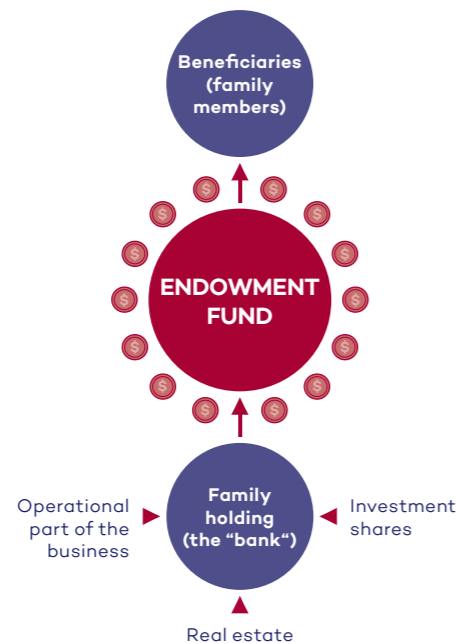 Beneficiaries
(family
members)
$ $
$ $
$ $
ENDOWMENT
$ $
FUND
$ $
$ $
$ $
Family
holding
(the “bank“)
Operational
part of the
business
Investment
shares
Real estate